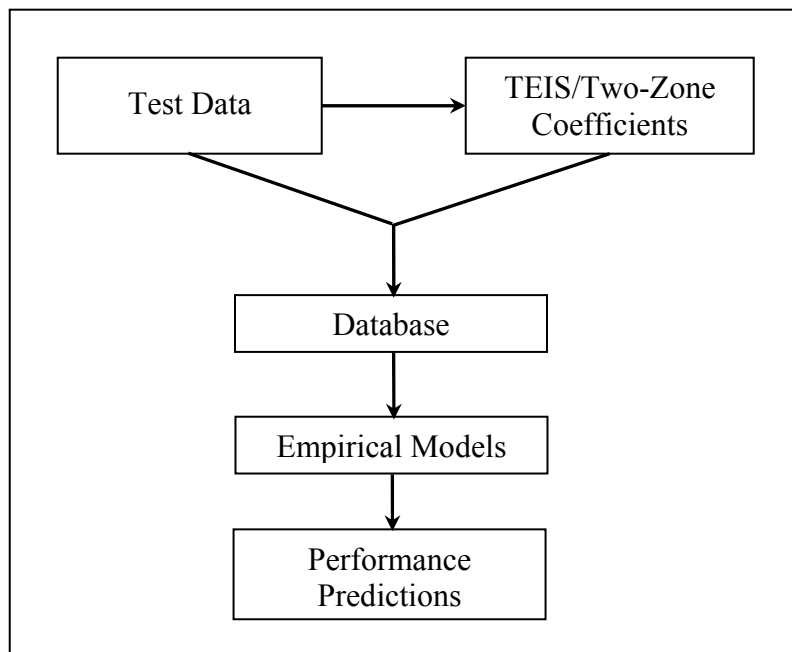 Test Data
TEIS/Two-Zone
Coefficients
Database
Empirical Models
Performance
Predictions